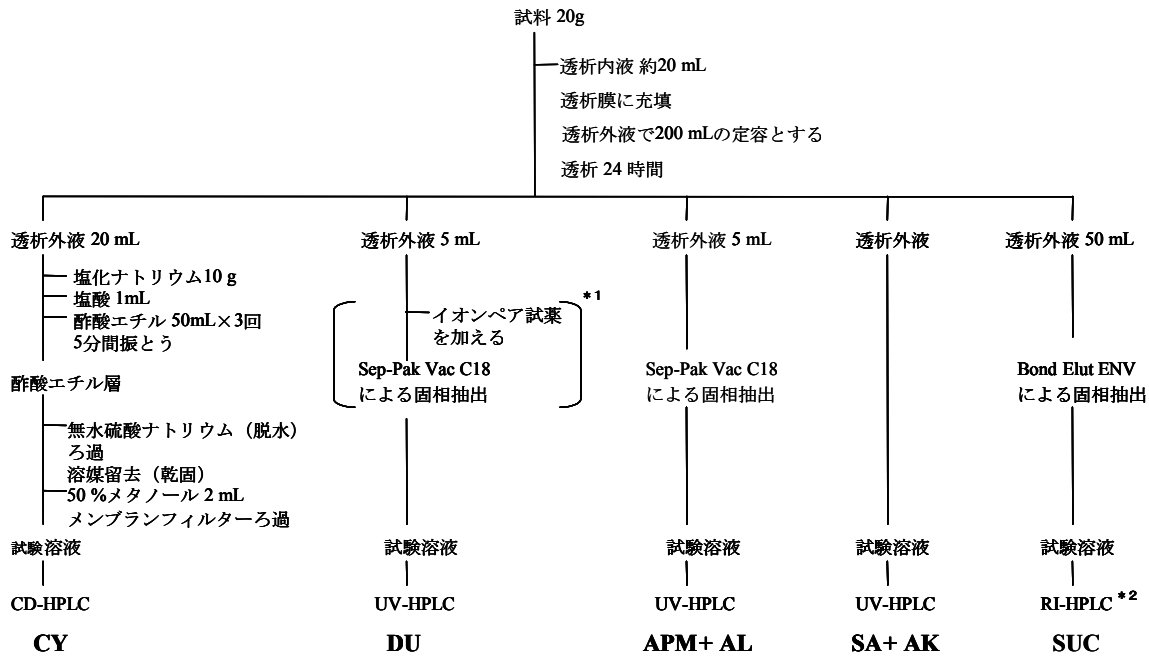 試料 20g
透析内液 約20 mL
透析膜に充填
透析外液で200 mLの定容とする
透析 24 時間
透析外液 20 mL
塩化ナトリウム10 g
塩酸 1mL
酢酸エチル 50mL×3回
5分間振とう
酢酸エチル層
無水硫酸ナトリウム（脱水）
ろ過
溶媒留去（乾固）
50 %メタノール 2 mL
メンブランフィルターろ過
試験溶液
CD-HPLC
CY
透析外液 5 mL
*1
イオンペア試薬
を加える
Sep-Pak Vac C18
による固相抽出
試験溶液
UV-HPLC
DU
透析外液 5 mL
Sep-Pak Vac C18
による固相抽出
試験溶液
UV-HPLC
APM+ AL
透析外液
試験溶液
UV-HPLC
SA+ AK
透析外液 50 mL
Bond Elut ENV
による固相抽出
試験溶液
RI-HPLC *2
SUC